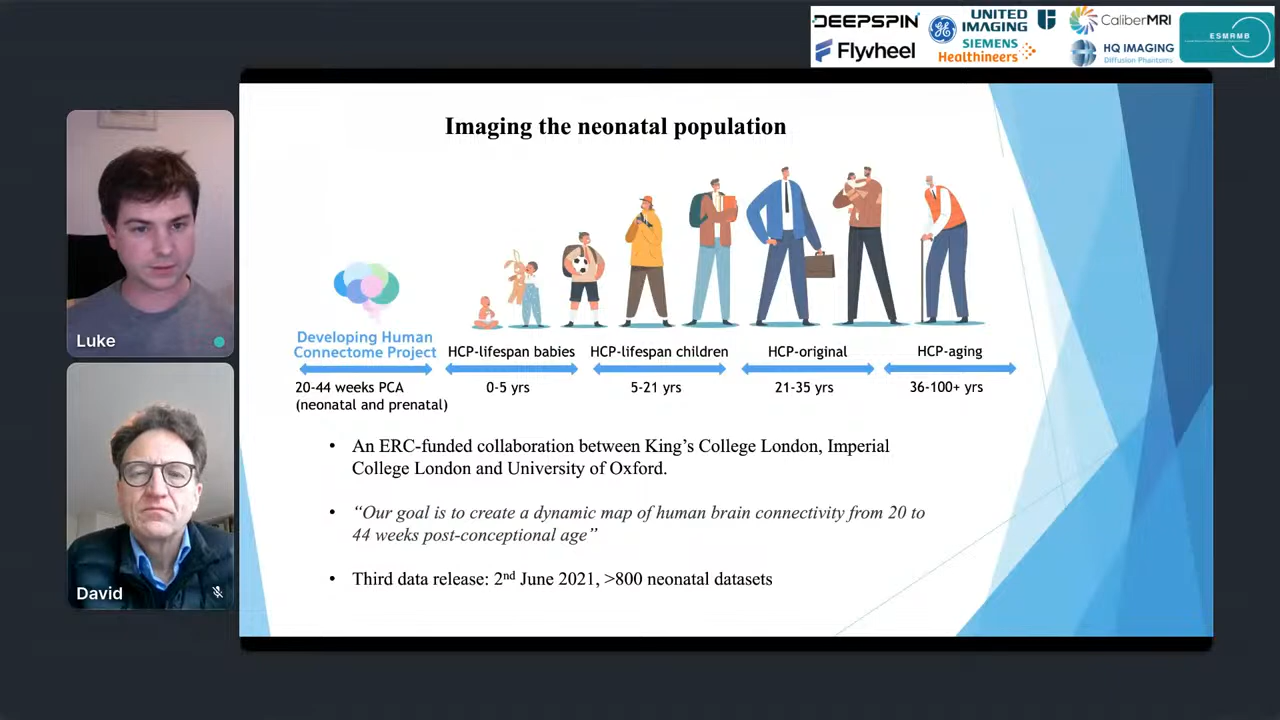 DEEPSPIN
UNITED
IMAGING
CaliberMRI
Flywheel
SIEMENS
Healthineers
HQ IMAGING
Diffusion Phantoms
ESMRMB
Imaging the neonatal population
Developing Human
Connectome Project
HCP-lifespan babies
HCP-lifespan children
HCP-original
HCP-aging
20-44 weeks PCA
(neonatal and prenatal)
0-5 yrs
5-21 yrs
21-35 yrs
36-100+ yrs
• An ERC-funded collaboration between King’s College London, Imperial
College London and University of Oxford.
• “Our goal is to create a dynamic map of human brain connectivity from 20 to
44 weeks post-conceptional age”
• Third data release: 2nd June 2021, >800 neonatal datasets
Luke
David